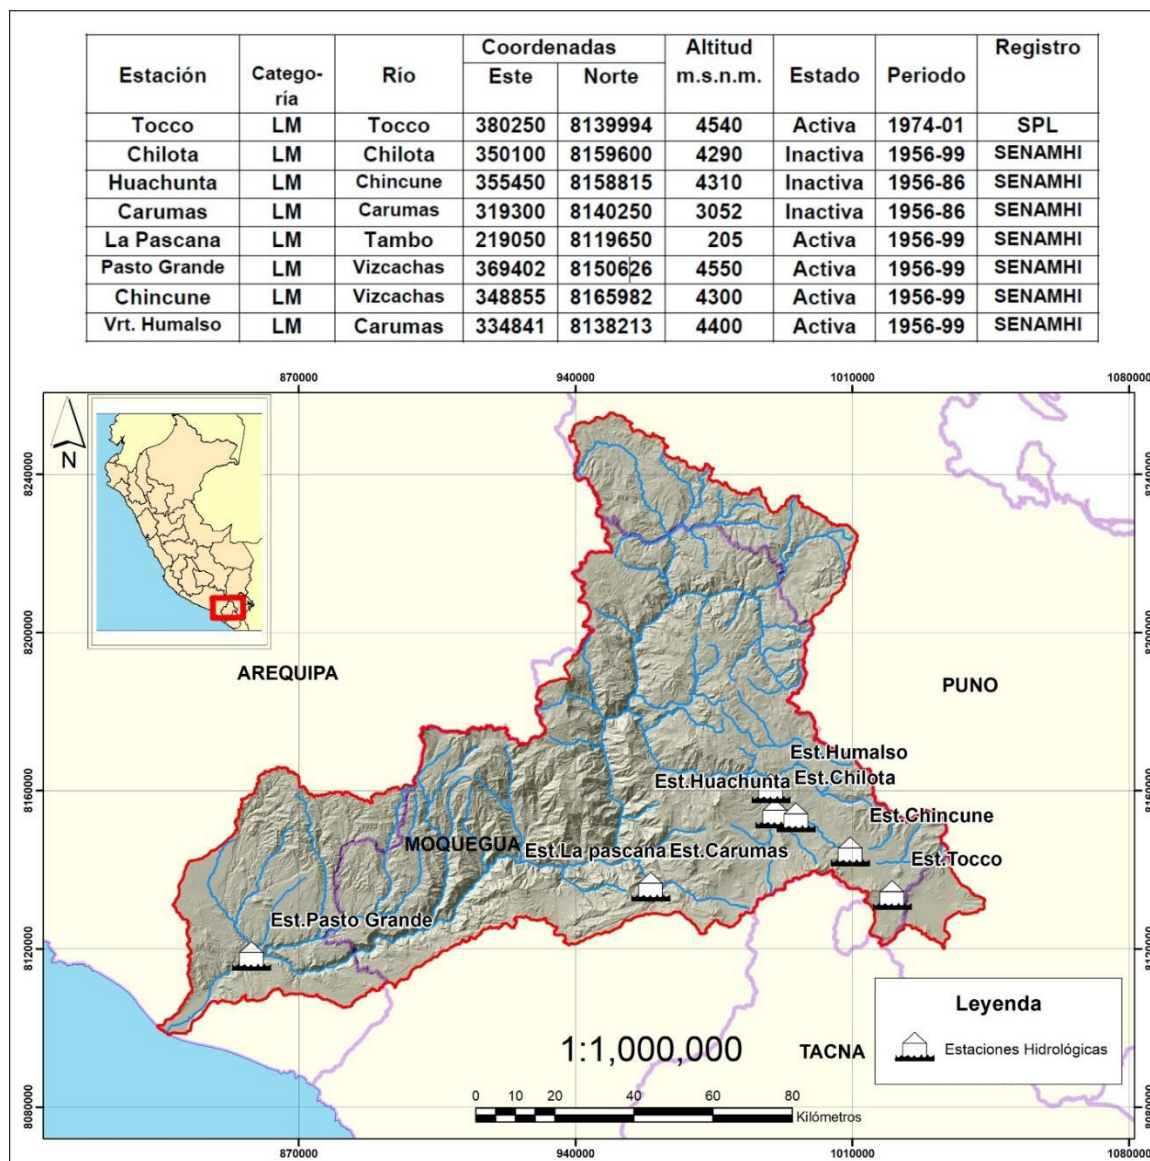 Estación Catego-ría Río Coordenadas Este Norte Altitud m.s.n.m. Estado Periodo Registro
Tocco LM Tocco 380250 8139994 4540 Activa 1974-01 SPL
Chilota LM Chilota 350100 8159600 4290 Inactiva 1956-99 SENAMHI
Huachunta LM Chincune 355450 8158815 4310 Inactiva 1956-86 SENAMHI
Carumas LM Carumas 319300 8140250 3052 Inactiva 1956-86 SENAMHI
La Pascana LM Tambo 219050 8119650 205 Activa 1956-99 SENAMHI
Pasto Grande LM Vizcachas 369402 8150626 4550 Activa 1956-99 SENAMHI
Chincune LM Vizcachas 348855 8165982 4300 Activa 1956-99 SENAMHI
Vrt. Humalso LM Carumas 334841 8138213 4400 Activa 1956-99 SENAMHI
870000 940000 1010000 1080000
N
8240000 8240000
8200000 8200000
AREQUIPA
PUNO
Est.Humalso
Est.Huachunta Est.Chilota
8160000 8160000
Est.Chincune
MOQUEGUA
Est.La pascana Est.Carumas
Est.Tocco
Est.Pasto Grande
8120000 8120000
Leyenda
Estaciones Hidrológicas
1:1,000,000
TACNA
0 10 20 40 60 80
Kilómetros
8080000 8080000
870000 940000 1010000 1080000